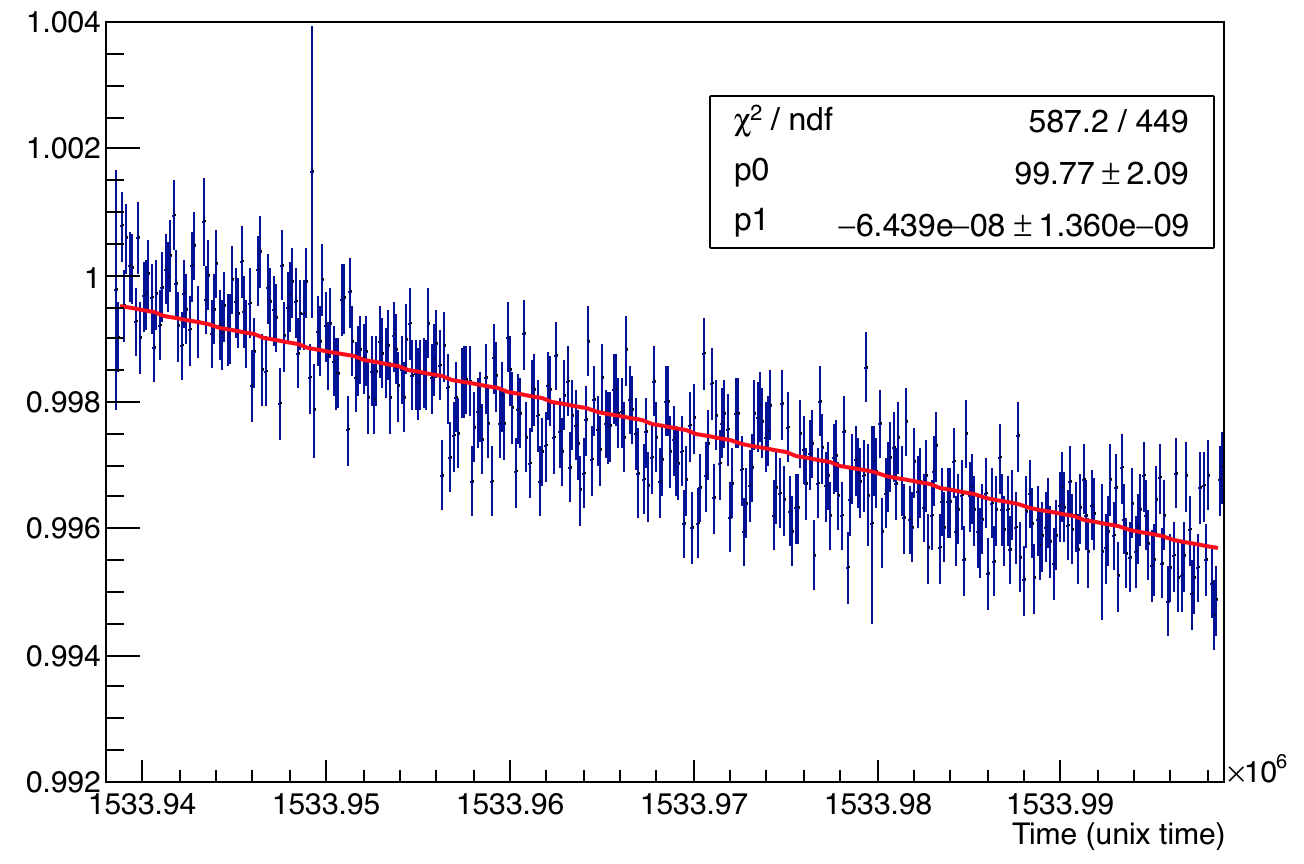 1.004
1.002
1
0.998
0.996
0.994
0.992
χ² / ndf 587.2 / 449
p0 99.77 ± 2.09
p1 −6.439e−08 ± 1.360e−09
1533.94 1533.95 1533.96 1533.97 1533.98 1533.99 ×10⁶
Time (unix time)